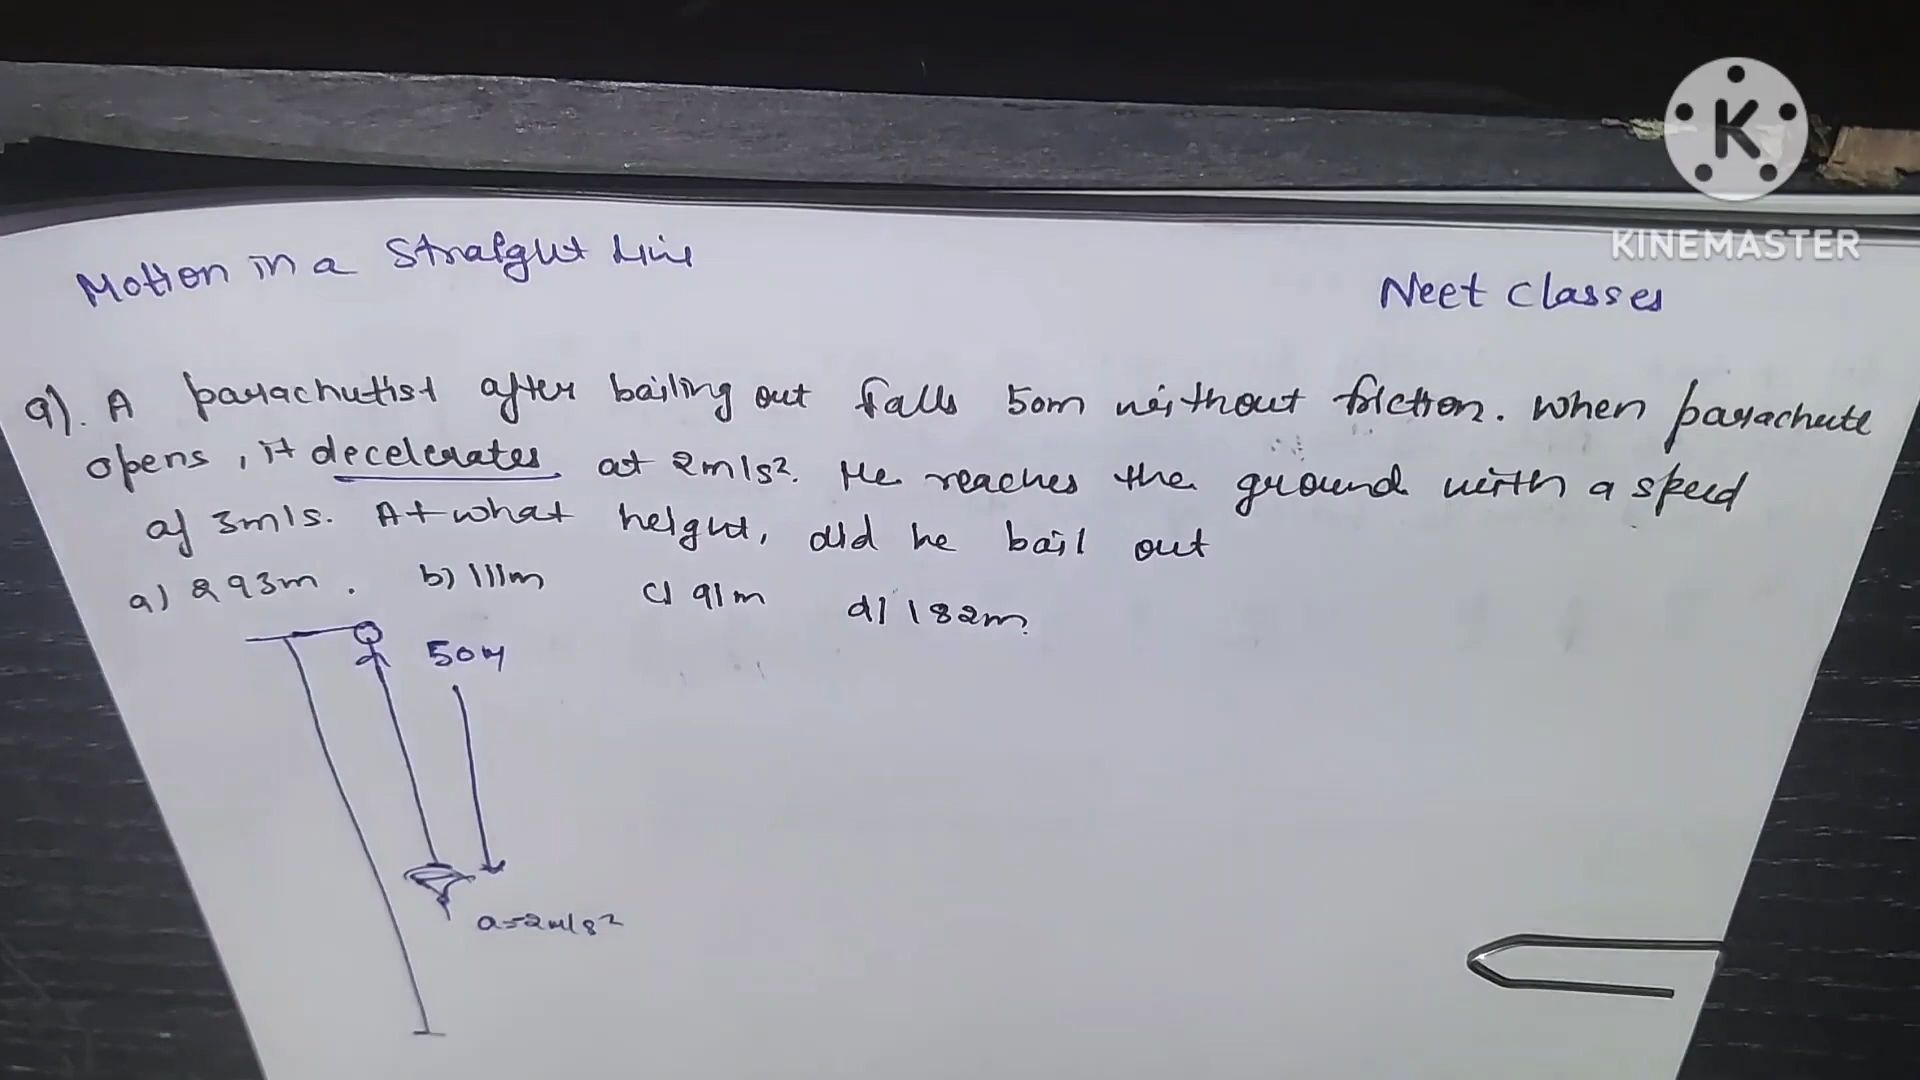 K
KINEMASTER
Motion in a Straight Line
Neet Classes
Q). A parachutist after bailing out falls 50m without friction. When parachute
opens, it decelerates at 2m/s². He reaches the ground with a speed
of 3m/s. At what height, did he bail out
a) 293m. b) 111m c) 91m d) 182m.
50m
a=2m/s²